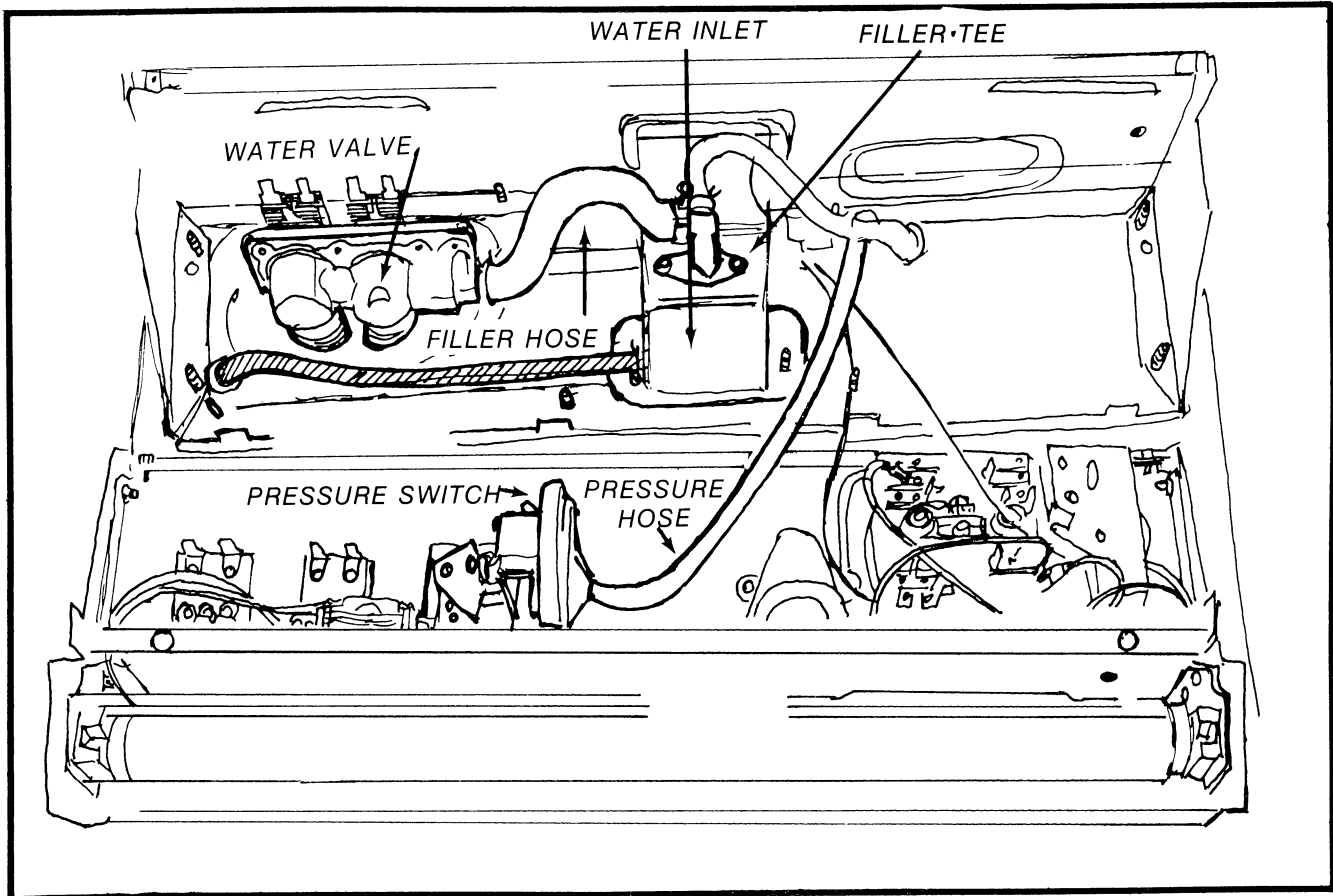 WATER INLET
FILLER•TEE
WATER VALVE
FILLER HOSE
PRESSURE SWITCH
PRESSURE
HOSE